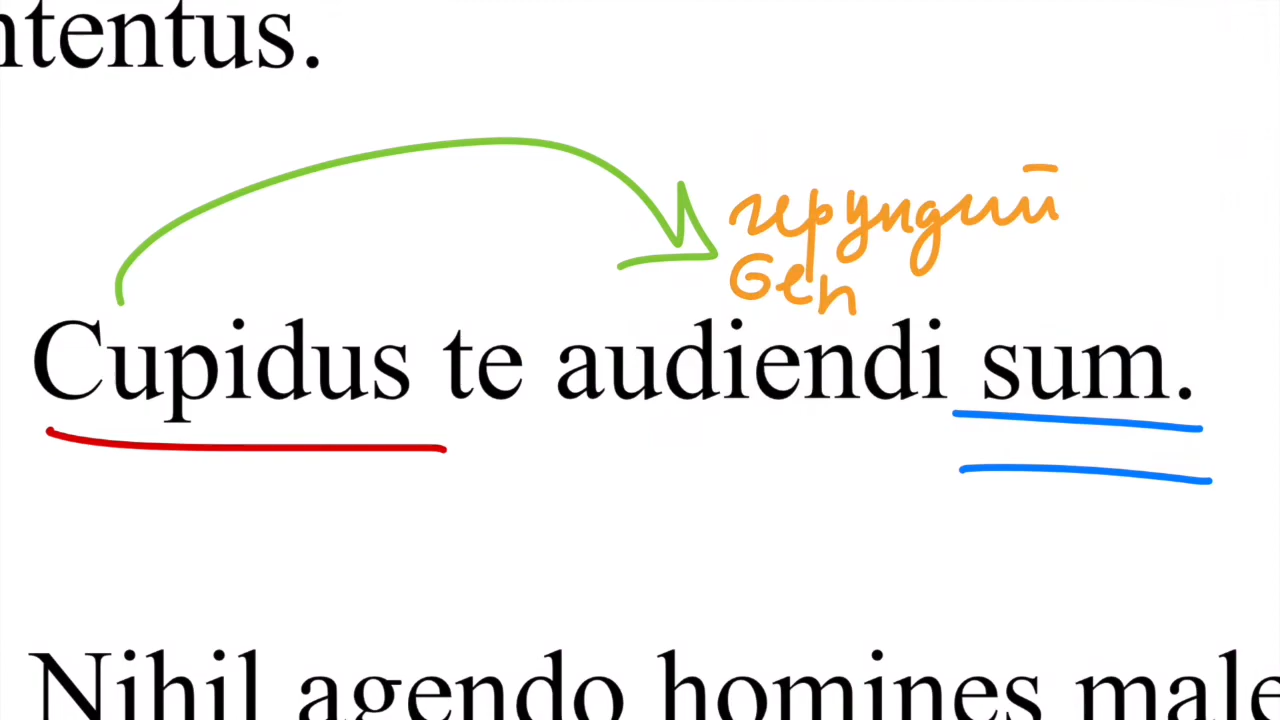 ntentus.
герундий
Gen
Cupidus te audiendi sum.
Nihil agendo homines male